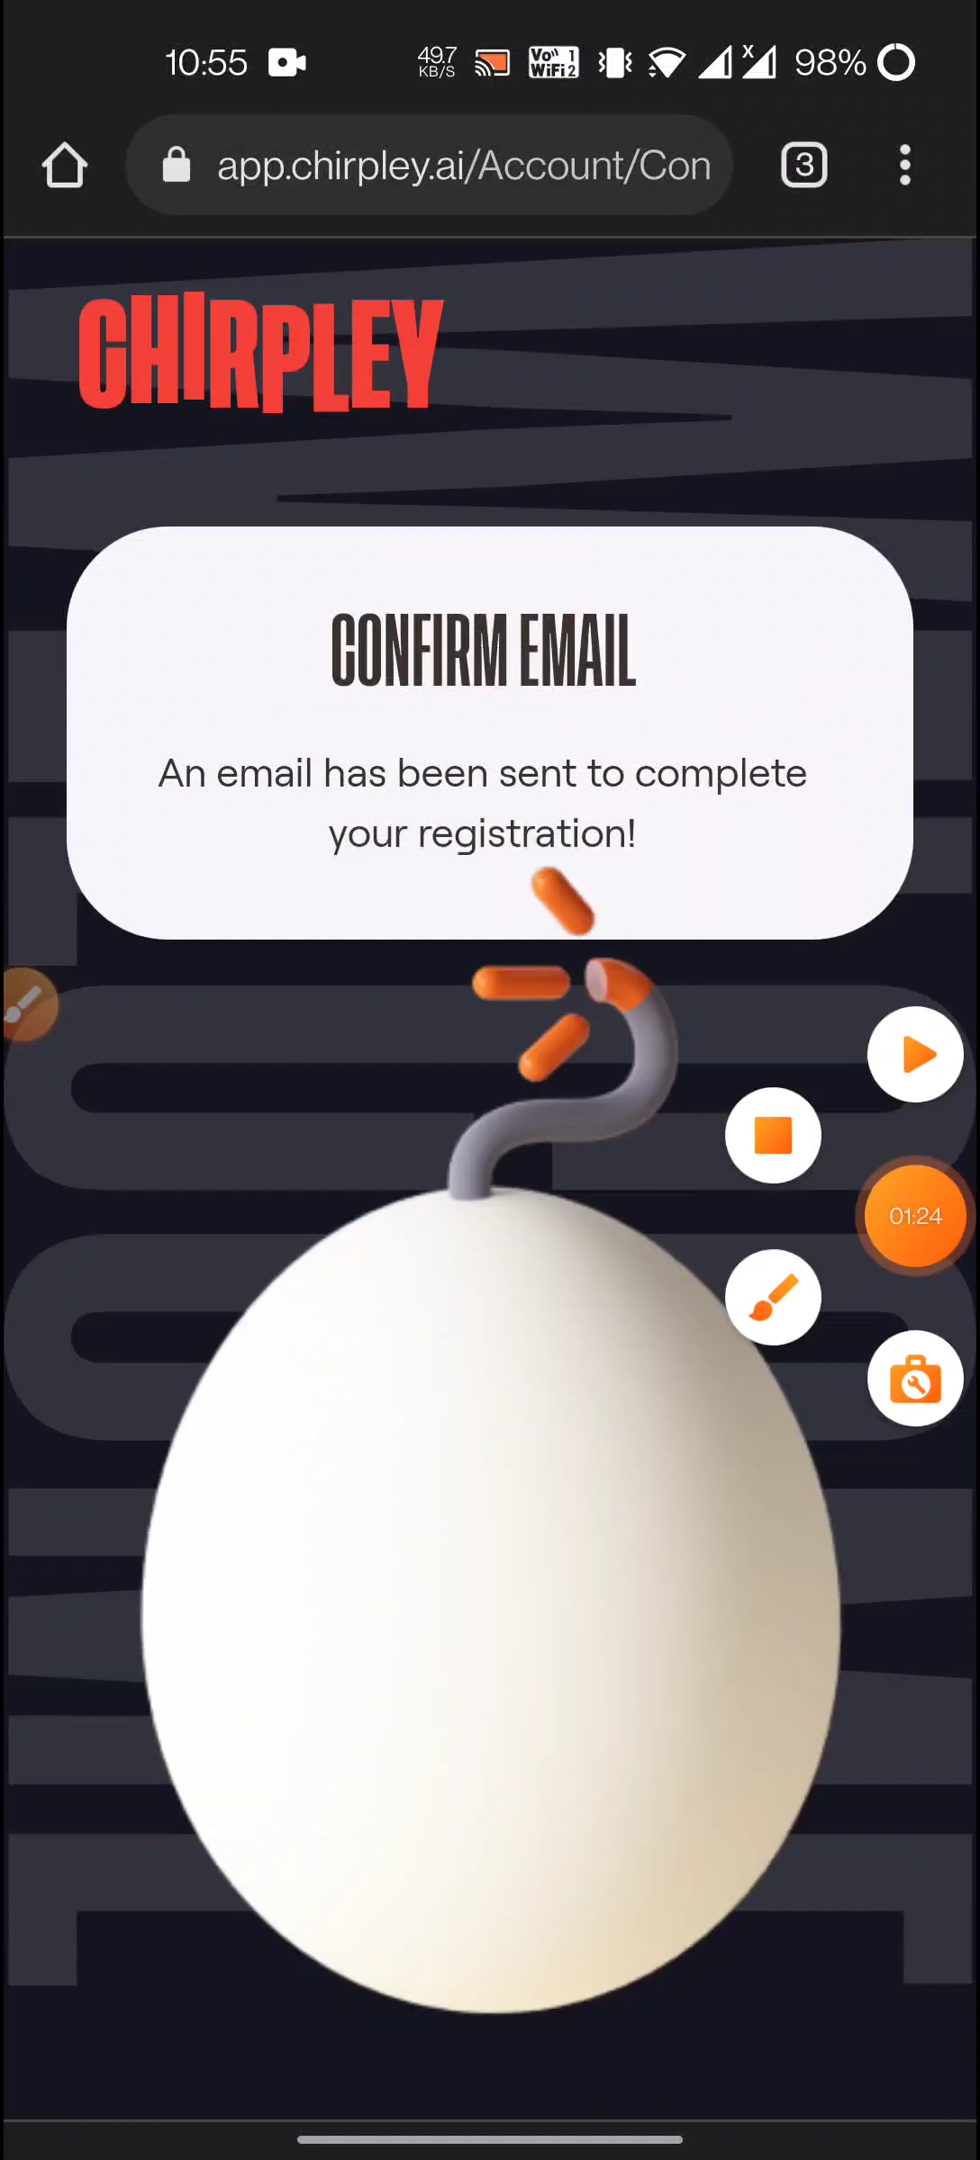 10:55
49.7
KB/S
Vo 1
WiFi 2
x
98%
app.chirpley.ai/Account/Con
3
CHIRPLEY
CONFIRM EMAIL
An email has been sent to complete
your registration!
01:24